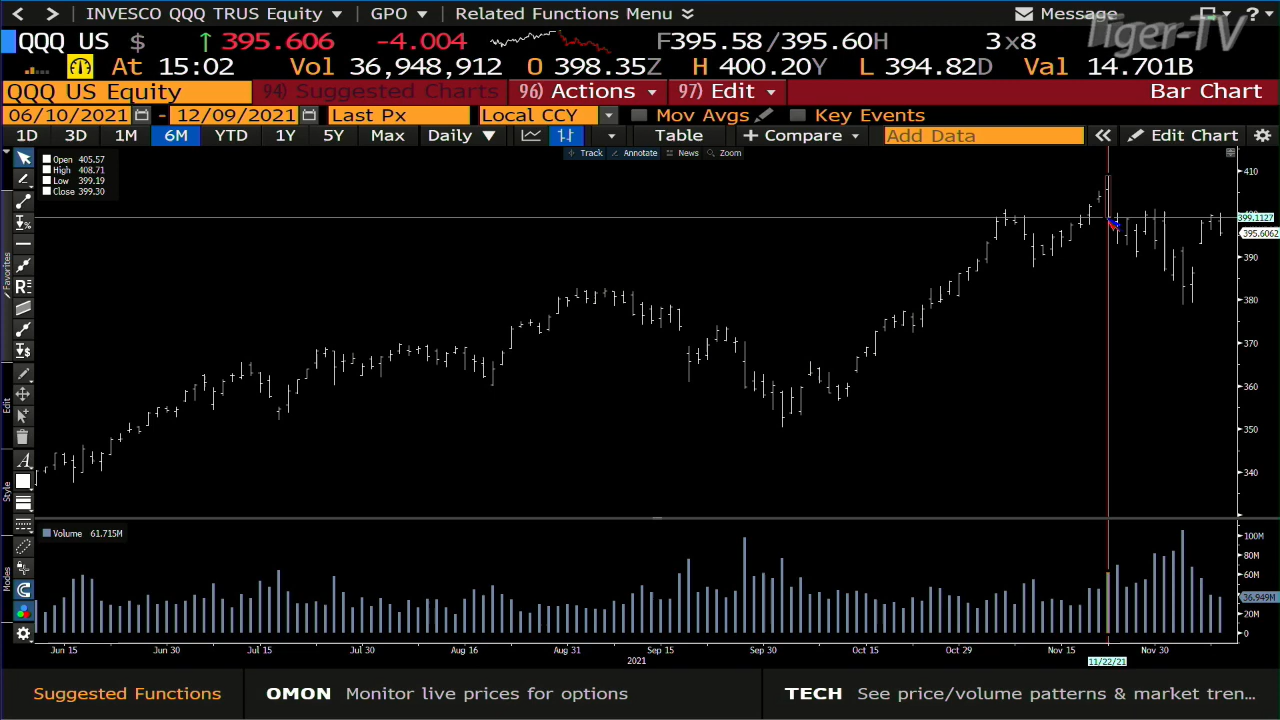 INVESCO QQQ TRUS Equity GPO Related Functions Menu Message ?
Tiger-TV
QQQ US $ ↑ 395.606 -4.004 F395.58/395.60H 3x8
At 15:02 Vol 36,948,912 O 398.35Z H 400.20Y L 394.82D Val 14.701B
QQQ US Equity 94) Suggested Charts 96) Actions 97) Edit Bar Chart
06/10/2021 - 12/09/2021 Last Px Local CCY Mov Avgs Key Events
1D 3D 1M 6M YTD 1Y 5Y Max Daily ▼ Table + Compare Add Data « Edit Chart
Track Annotate News Zoom
Open 405.57
High 408.71
Low 399.19
Close 399.30
410
399.1127
395.6062
390
380
370
360
350
340
Favorites
Edit
Style
Modes
Volume 61.715M
100M
80M
60M
36.949M
20M
0
Jun 15 Jun 30 Jul 15 Jul 30 Aug 16 Aug 31 Sep 15 Sep 30 Oct 15 Oct 29 Nov 15 Nov 30
2021
11/22/21
Suggested Functions OMON Monitor live prices for options TECH See price/volume patterns & market tren...